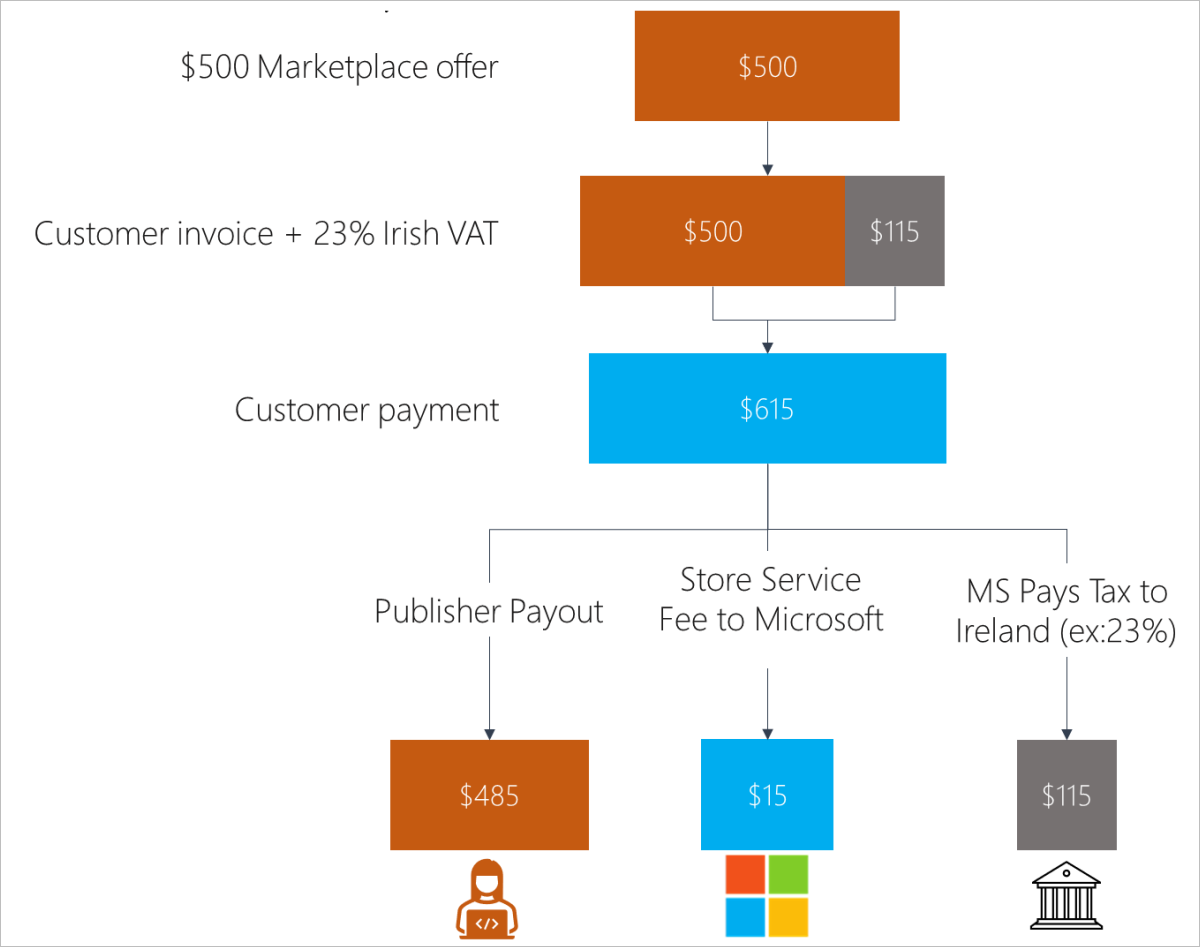 $500 Marketplace offer
$500
Customer invoice + 23% Irish VAT
$500
$115
Customer payment
$615
Publisher Payout
Store Service
Fee to Microsoft
MS Pays Tax to
Ireland (ex:23%)
$485
$15
$115
</>